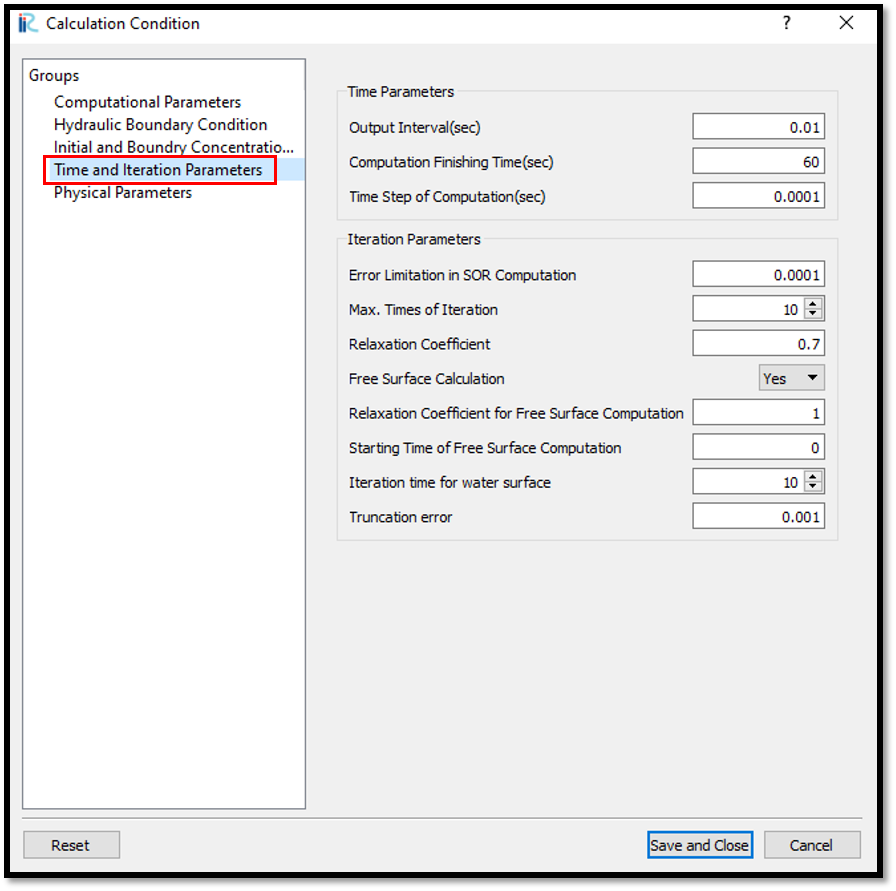 Calculation Condition
?
Groups
Computational Parameters
Hydraulic Boundary Condition
Initial and Boundry Concentratio...
Time and Iteration Parameters
Physical Parameters
Time Parameters
Output Interval(sec) 0.01
Computation Finishing Time(sec) 60
Time Step of Computation(sec) 0.0001
Iteration Parameters
Error Limitation in SOR Computation 0.0001
Max. Times of Iteration 10
Relaxation Coefficient 0.7
Free Surface Calculation Yes
Relaxation Coefficient for Free Surface Computation 1
Starting Time of Free Surface Computation 0
Iteration time for water surface 10
Truncation error 0.001
Reset Save and Close Cancel